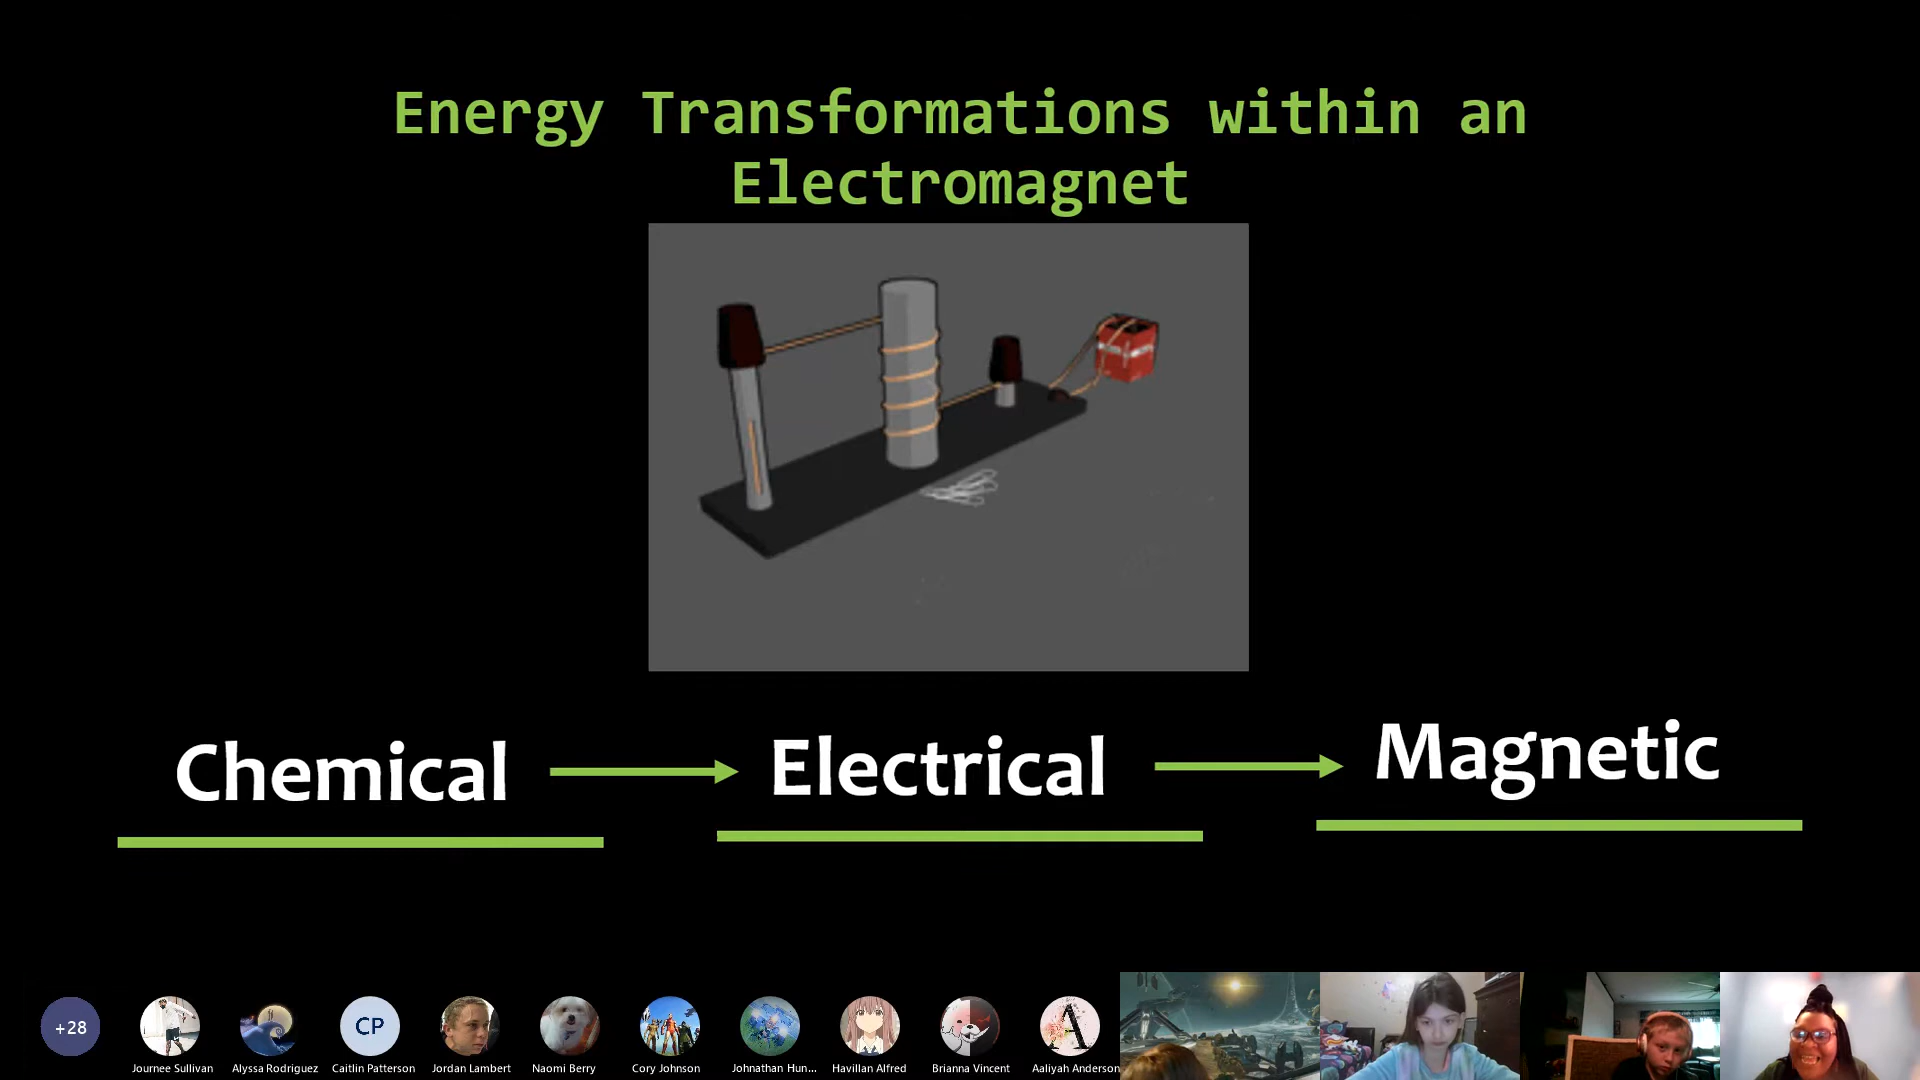 Energy Transformations within an
Electromagnet
Chemical
Electrical
Magnetic
+28
CP
A
Journee Sullivan
Alyssa Rodriguez
Caitlin Patterson
Jordan Lambert
Naomi Berry
Cory Johnson
Johnathan Hun...
Havillan Alfred
Brianna Vincent
Aaliyah Anderson